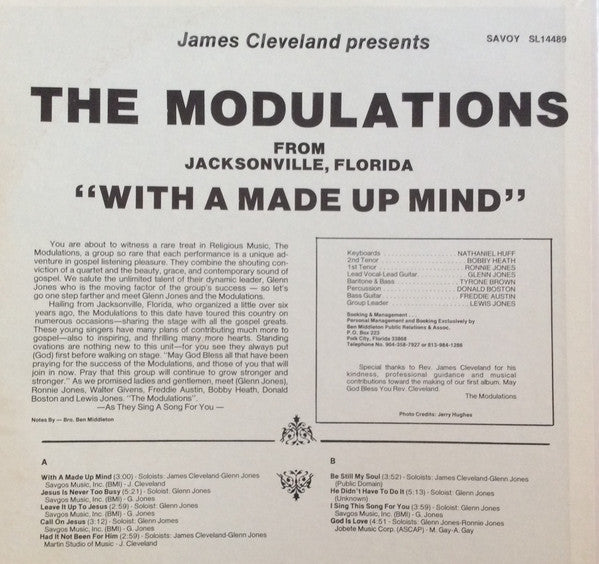 James Cleveland presents
SAVOY SL14489
THE MODULATIONS
FROM
JACKSONVILLE, FLORIDA
“WITH A MADE UP MIND”
You are about to witness a rare treat in Religious Music, The
Modulations, a group so rare that each performance is a unique ad-
venture in gospel listening pleasure. They combine the shouting con-
viction of a quartet and the beauty, grace, and contemporary sound of
gospel. We salute the unlimited talent of their dynamic leader, Glenn
Jones who is the moving factor of the group's success — so let's
go one step farther and meet Glenn Jones and the Modulations.
Hailing from Jacksonville, Florida, who organized a little over six
years ago, the Modulations to this date have toured this country on
numerous occasions—sharing the stage with all the gospel greats.
These young singers have many plans of contributing much more to
gospel—also to inspiring, and thrilling many more hearts. Standing
ovations are nothing new to this unit—for you see they always put
(God) first before walking on stage. “May God Bless all that have been
praying for the success of the Modulations, and those of you that will
join in now. Pray that this group will continue to grow stronger and
stronger.” As we promised ladies and gentlemen, meet (Glenn Jones),
Ronnie Jones, Walter Givens, Freddie Austin, Bobby Heath, Donald
Boston and Lewis Jones. “The Modulations”.
—As They Sing A Song For You —
Notes By — Bro. Ben Middleton
Keyboards NATHANIEL HUFF
2nd Tenor BOBBY HEATH
1st Tenor RONNIE JONES
Lead Vocal-Lead Guitar GLENN JONES
Baritone & Bass TYRONE BROWN
Percussion DONALD BOSTON
Bass Guitar FREDDIE AUSTIN
Group Leader LEWIS JONES
Booking & Management
Personal Management and Booking Exclusively by
Ben Middleton Public Relations & Assoc.
P.O. Box 223
Polk City, Florida 33868
Telephone No. 904-358-7927 or 813-984-1286
Special thanks to Rev. James Cleveland for his
kindness, professional guidance and musical
contributions toward the making of our first album. May
God Bless You Rev. Cleveland.
The Modulations
Photo Credits: Jerry Hughes
A
With A Made Up Mind (3:00) - Soloists: James Cleveland-Glenn Jones
Savgos Music, Inc. (BMI) - J. Cleveland
Jesus Is Never Too Busy (5:21) - Soloist: Glenn Jones
Savgos Music, Inc. (BMI) - G. Jones
Leave It Up To Jesus (2:59) - Soloist: Glenn Jones
Savgos Music, Inc. (BMI) - G. Jones
Call On Jesus (3:12) - Soloist: Glenn Jones
Savgos Music, Inc. (BMI) - G. Jones
Had It Not Been For Him (2:59) - Soloists: James Cleveland-Glenn Jones
Martin Studio of Music - J. Cleveland
B
Be Still My Soul (3:52) - Soloists: James Cleveland-Glenn Jones
(Public Domain)
He Didn't Have To Do It (5:13) - Soloist: Glenn Jones
(Unknown)
I Sing This Song For You (3:59) - Soloist: Glenn Jones
Savgos Music, Inc. (BMI) - G. Jones
God Is Love (4:51 - Soloists: Glenn Jones-Ronnie Jones
Jobete Music Corp. (ASCAP) - M. Gay-A. Gay